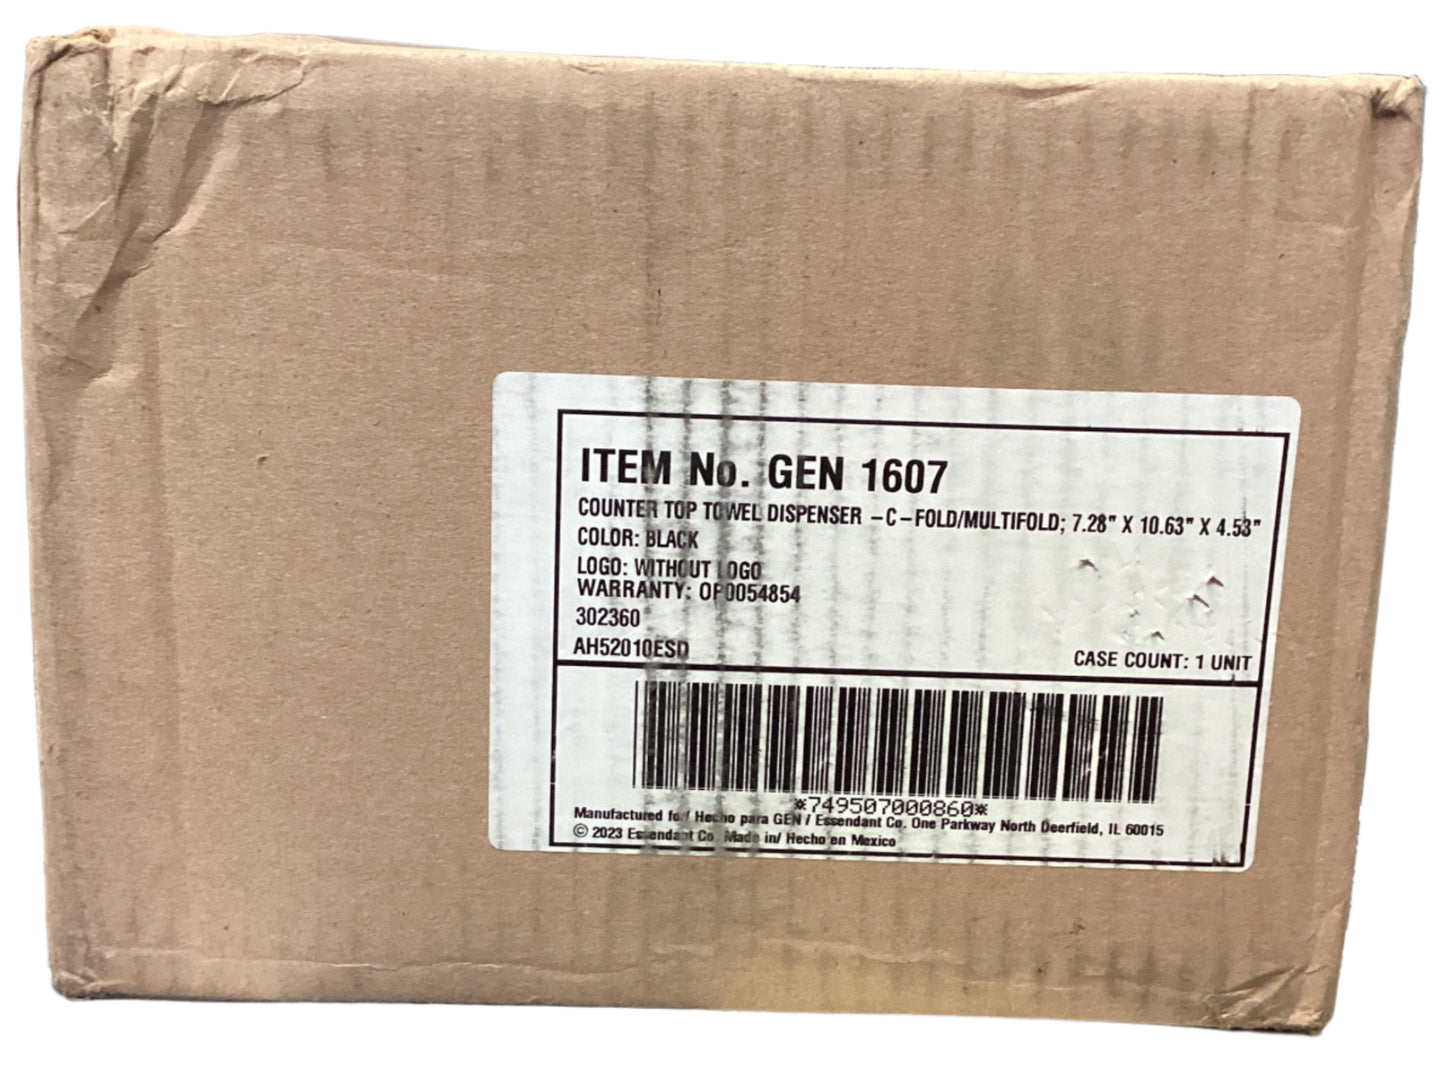 ITEM No. GEN 1607
COUNTER TOP TOWEL DISPENSER -C-FOLD/MULTIFOLD; 7.28" X 10.63" X 4.53"
COLOR: BLACK
LOGO: WITHOUT LOGO
WARRANTY: OP0054854
302360
AH52010ESD
CASE COUNT: 1 UNIT
*749507000860*
Manufactured for/ Hecho para GEN / Essendant Co. One Parkway North Deerfield, IL 60015
© 2023 Essendant Co. Made in/ Hecho en Mexico